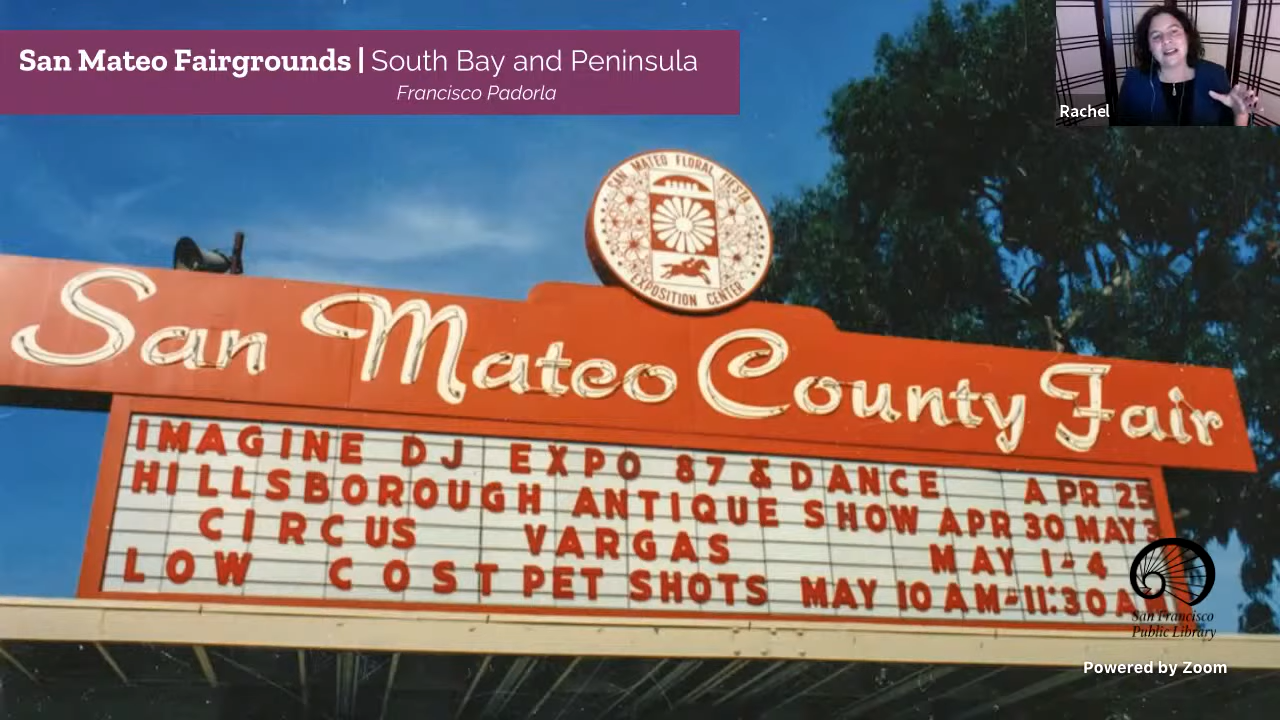 San Mateo Fairgrounds | South Bay and Peninsula
Francisco Padorla
Rachel
SAN MATEO FLORAL FIESTA
EXPOSITION CENTER
San Mateo County Fair
IMAGINE DJ EXPO 87 & DANCE APR 25
HILLSBOROUGH ANTIQUE SHOW APR 30 MAY 3
CIRCUS VARGAS MAY 1-4
LOW COST PET SHOTS MAY 10 AM-11:30 AM
San Francisco
Public Library
Powered by Zoom